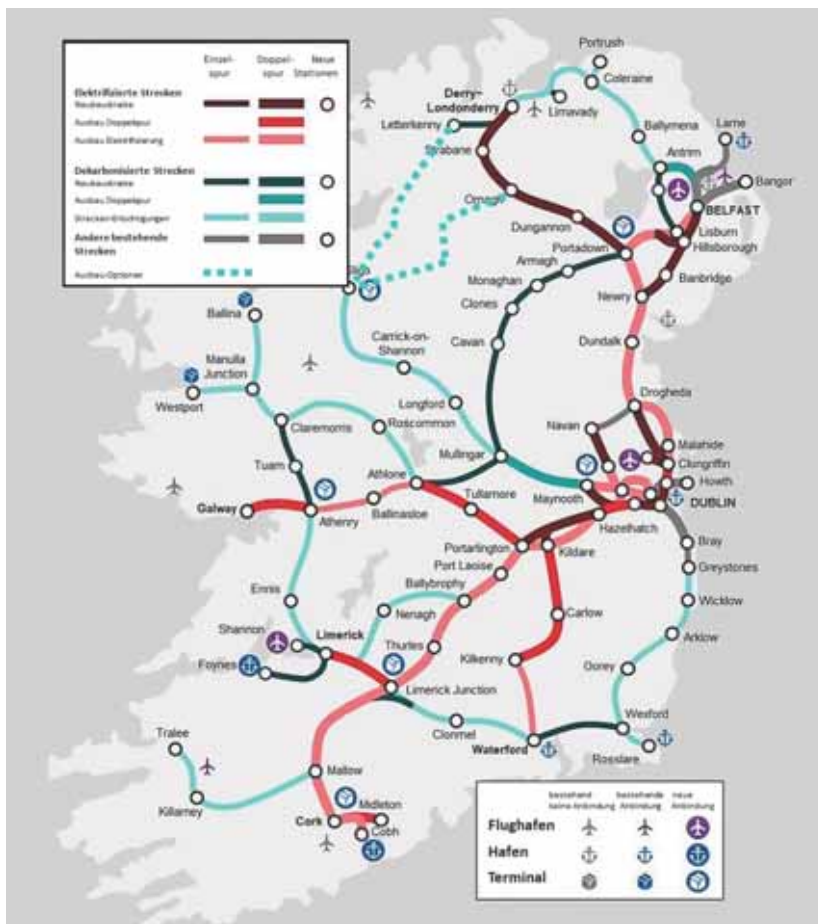 Einzel-
spur
Doppel-
spur
Neue
Stationen
Elektrifizierte Strecken
Neubaustrecke
Ausbau Doppelspur
Ausbau Elektrifizierung
Dekarbonisierte Strecken
Neubaustrecke
Ausbau Doppelspur
Strecken-Ertüchtigungen
Andere bestehende
Strecken
Ausbau-Optionen
Portrush
Coleraine
Derry~
Londonderry
Limavady
Letterkenny
Ballymena
Larne
Strabane
Antrim
Bangor
Omagh
BELFAST
Dungannon
Lisburn
Hillsborough
Portadown
Armagh
Banbridge
Monaghan
Newry
Clones
Ballina
Carrick-on-
Shannon
Cavan
Dundalk
Manulla
Junction
Westport
Longford
Drogheda
Claremorris
Roscommon
Navan
Malahide
Mullingar
Clongriffin
Tuam
Athlone
Howth
Tullamore
Maynooth
DUBLIN
Galway
Athenry
Ballinasloe
Hazelhatch
Portarlington
Kildare
Bray
Port Laoise
Greystones
Ennis
Ballybrophy
Wicklow
Nenagh
Carlow
Shannon
Limerick
Arklow
Thurles
Foynes
Kilkenny
Gorey
Limerick Junction
Wexford
Clonmel
Waterford
Rosslare
Tralee
Mallow
Killarney
Midleton
Cork
Cobh
bestehend
keine Anbindung
bestehende
Anbindung
neue
Anbindung
Flughafen
Hafen
Terminal